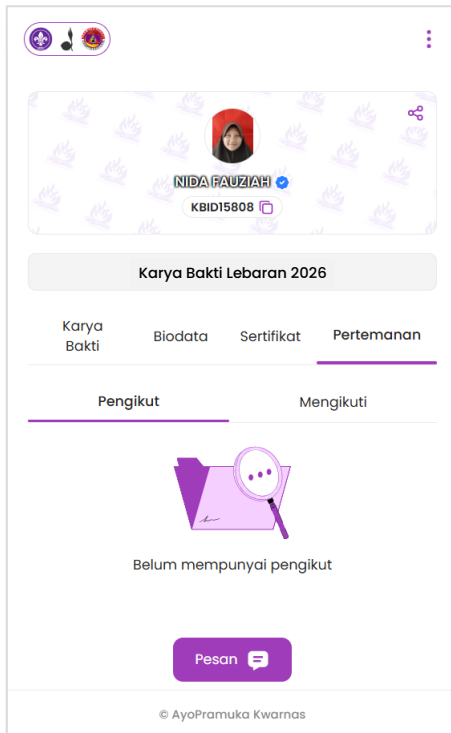 NIDA FAUZIAH
KBID15808
Karya Bakti Lebaran 2026
Karya
Bakti
Biodata
Sertifikat
Pertemanan
Pengikut
Mengikuti
Belum mempunyai pengikut
Pesan
© AyoPramuka Kwarnas